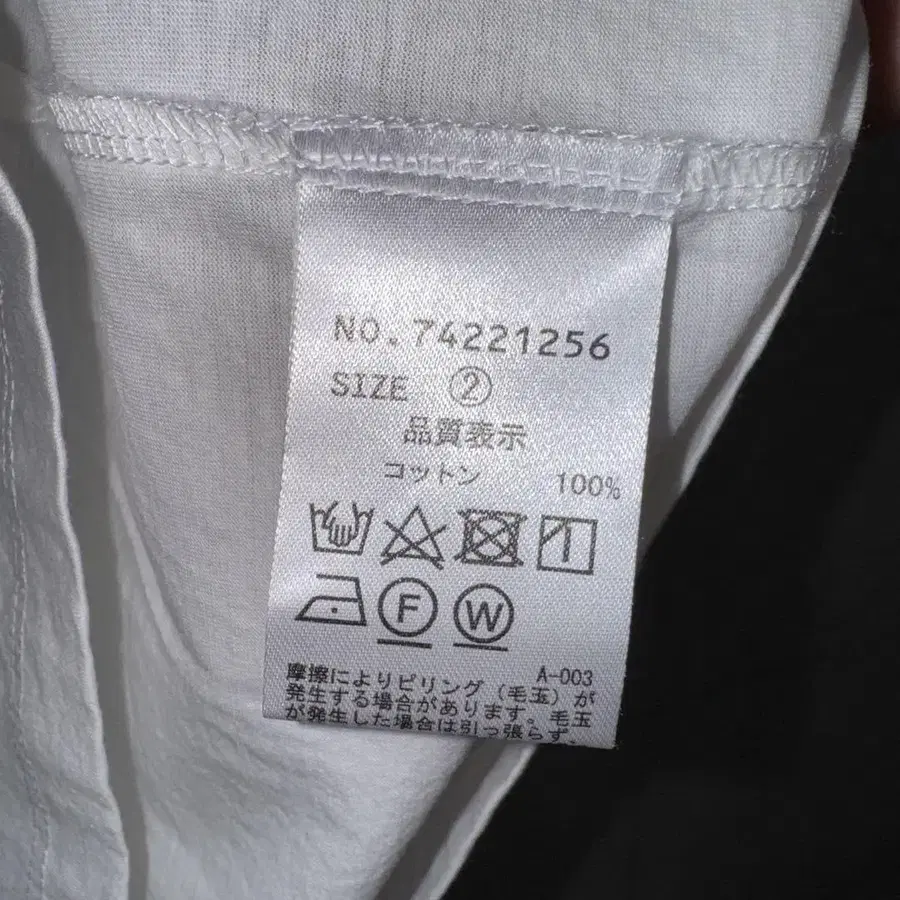 NO. 74221256
SIZE ②
品質表示
コットン 100%
F W
A-003
摩擦によりピリング（毛玉）が
発生する場合があります。毛玉
が発生した場合は引っ張らず、